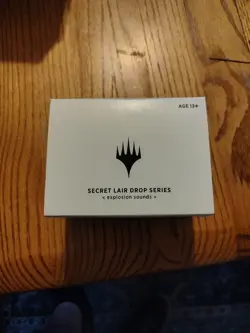 AGE 13+
SECRET LAIR DROP SERIES
< explosion sounds >